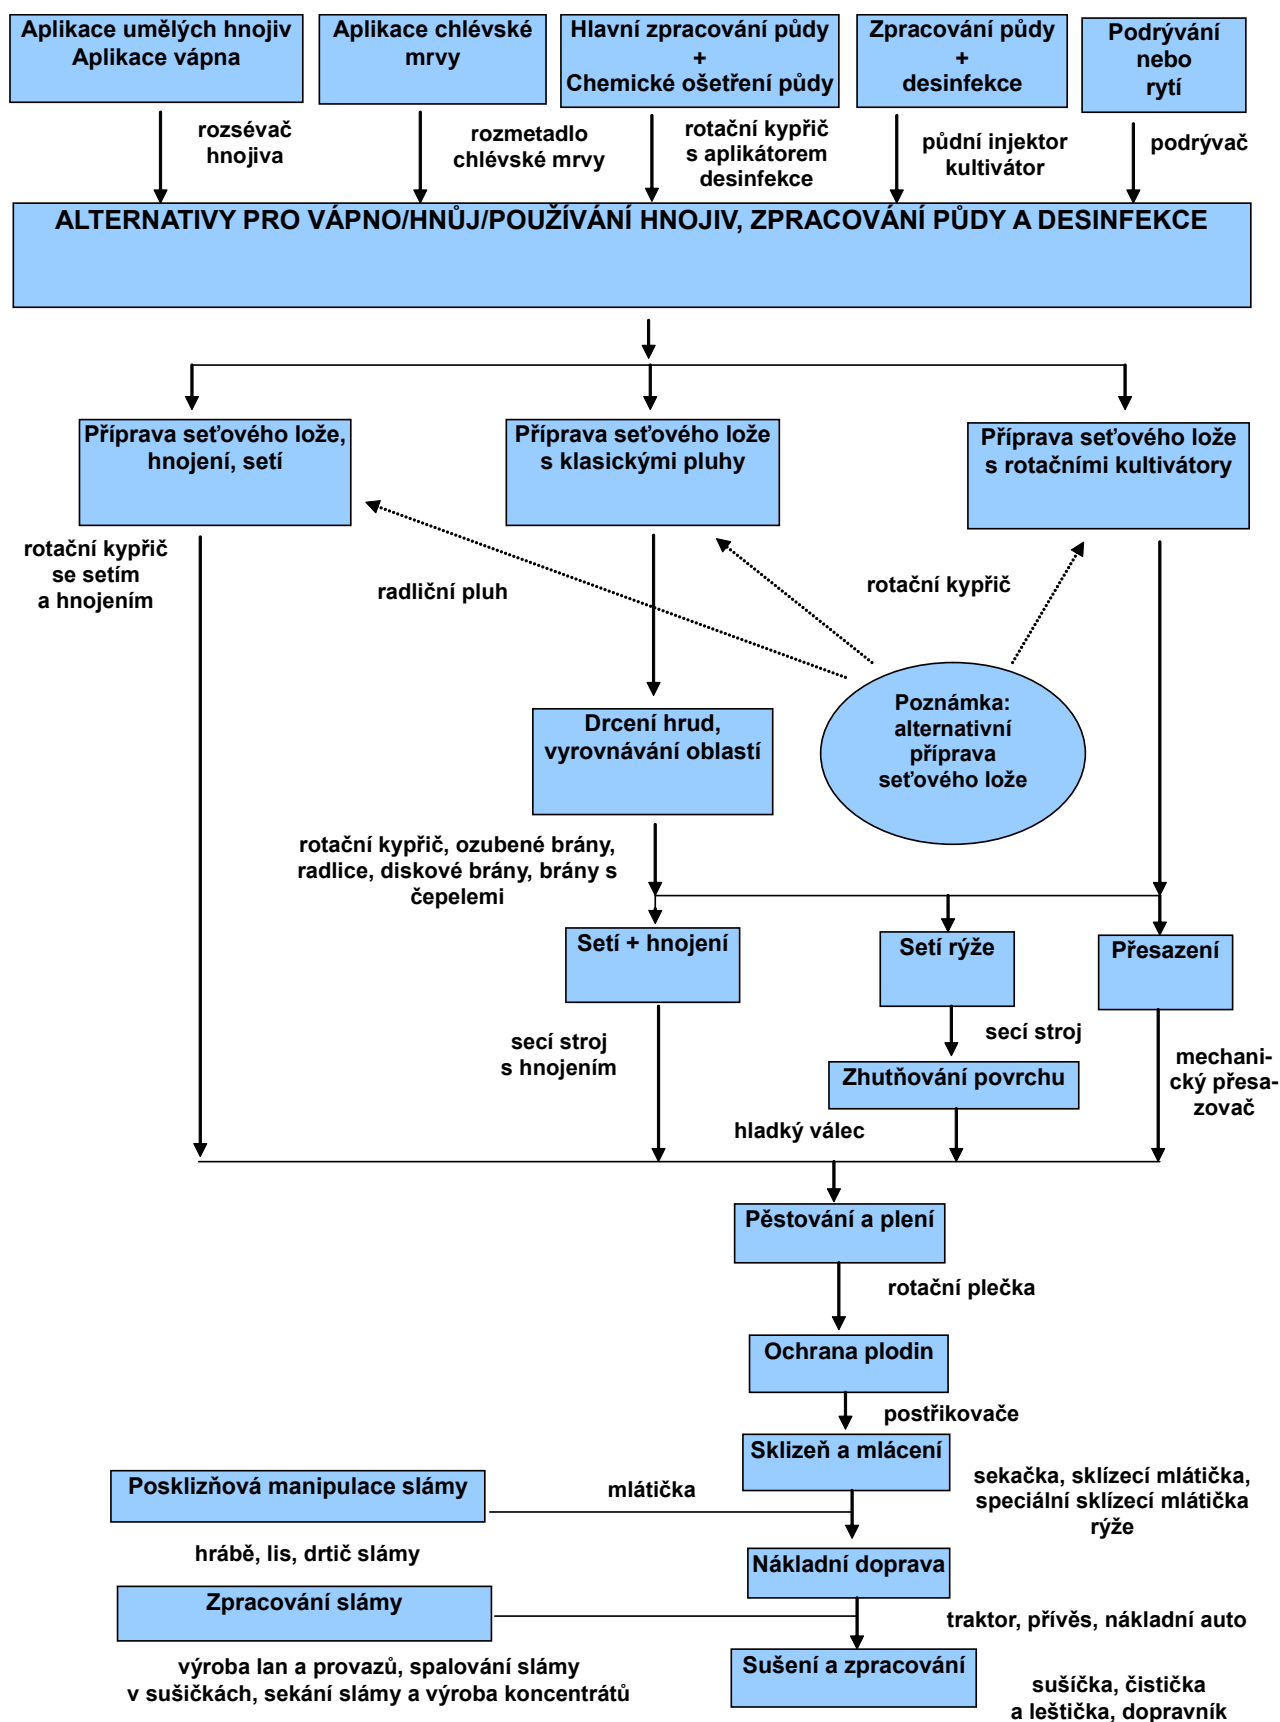 Aplikace umělých hnojiv
Aplikace vápna
Aplikace chlévské
mrvy
Hlavní zpracování půdy
+
Chemické ošetření půdy
Zpracování půdy
+
desinfekce
Podrývání
nebo
rytí
rozsévač
hnojiva
rozmetadlo
chlévské mrvy
rotační kypřič
s aplikátorem
desinfekce
půdní injektor
kultivátor
podrývač
ALTERNATIVY PRO VÁPNO/HNŮJ/POUŽÍVÁNÍ HNOJIV, ZPRACOVÁNÍ PŮDY A DESINFEKCE
Příprava seťového lože,
hnojení, setí
Příprava seťového lože
s klasickými pluhy
Příprava seťového lože
s rotačními kultivátory
rotační kypřič
se setím
a hnojením
radliční pluh
rotační kypřič
Poznámka:
alternativní
příprava
seťového lože
Drcení hrud,
vyrovnávání oblastí
rotační kypřič, ozubené brány,
radlice, diskové brány, brány s
čepelemi
Setí + hnojení
Setí rýže
Přesazení
secí stroj
s hnojením
secí stroj
mechani-
cký přesa-
zovač
Zhutňování povrchu
hladký válec
Pěstování a plení
rotační plečka
Ochrana plodin
postřikovače
Sklizeň a mlácení
Posklizňová manipulace slámy
mlátička
sekačka, sklízecí mlátička,
speciální sklízecí mlátička
rýže
hrábě, lis, drtič slámy
Nákladní doprava
Zpracování slámy
traktor, přívěs, nákladní auto
výroba lan a provazů, spalování slámy
v sušičkách, sekání slámy a výroba koncentrátů
Sušení a zpracování
sušíčka, čistička
a leštička, dopravník